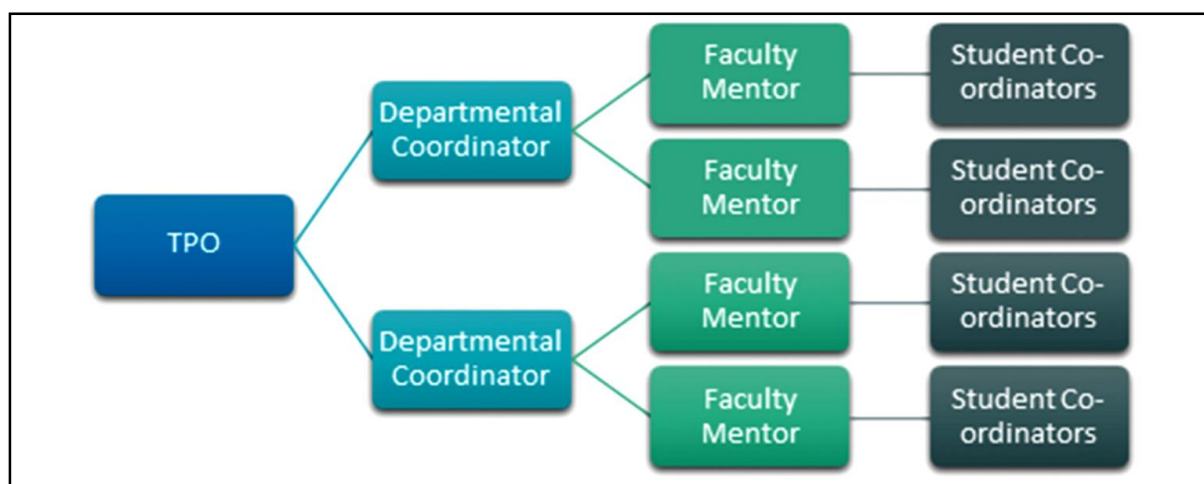 TPO
Departmental
Coordinator
Departmental
Coordinator
Faculty
Mentor
Faculty
Mentor
Faculty
Mentor
Faculty
Mentor
Student Co-
ordinators
Student Co-
ordinators
Student Co-
ordinators
Student Co-
ordinators